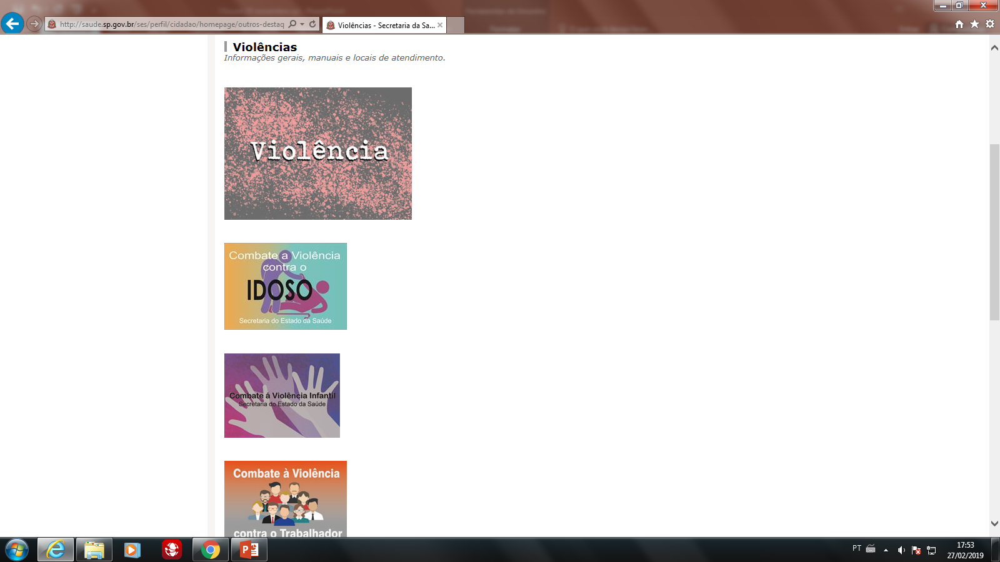 http://saude.sp.gov.br/ses/perfil/cidadao/homepage/outros-destaq
Violências - Secretaria da Sa...
Violências
Informações gerais, manuais e locais de atendimento.
Violência
Combate a Violência
contra o
IDOSO
Secretaria do Estado da Saúde
Combate á Violência Infantil
Secretaria do Estado da Saúde
Combate à Violência
contra o Trabalhador
PT
17:53
27/02/2019